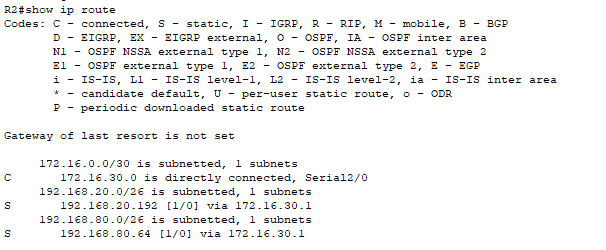 R2#show ip route
Codes: C - connected, S - static, I - IGRP, R - RIP, M - mobile, B - BGP
       D - EIGRP, EX - EIGRP external, O - OSPF, IA - OSPF inter area
       N1 - OSPF NSSA external type 1, N2 - OSPF NSSA external type 2
       E1 - OSPF external type 1, E2 - OSPF external type 2, E - EGP
       i - IS-IS, L1 - IS-IS level-1, L2 - IS-IS level-2, ia - IS-IS inter area
       * - candidate default, U - per-user static route, o - ODR
       P - periodic downloaded static route

Gateway of last resort is not set

     172.16.0.0/30 is subnetted, 1 subnets
C       172.16.30.0 is directly connected, Serial2/0
     192.168.20.0/26 is subnetted, 1 subnets
S       192.168.20.192 [1/0] via 172.16.30.1
     192.168.80.0/26 is subnetted, 1 subnets
S       192.168.80.64 [1/0] via 172.16.30.1